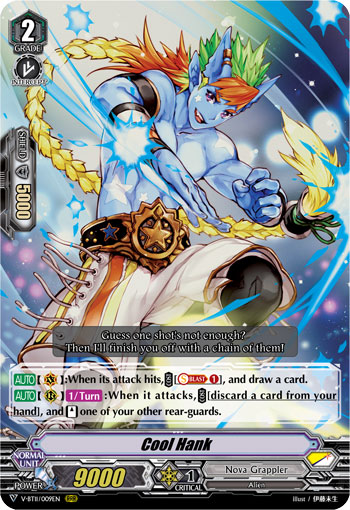 2
GRADE
INTERCEPT
SHIELD
5000
Guess one shot's not enough?
Then I'll finish you off with a chain of them!
AUTO [R]:When its attack hits, [S BLAST 1], and draw a card.
AUTO [R] 1/Turn :When it attacks, [discard a card from your
hand], and one of your other rear-guards.
Cool Hank
NORMAL
UNIT
POWER
9000
1
CRITICAL
Nova Grappler
Alien
V-BT11/009EN RRR
Illust / 伊藤未生